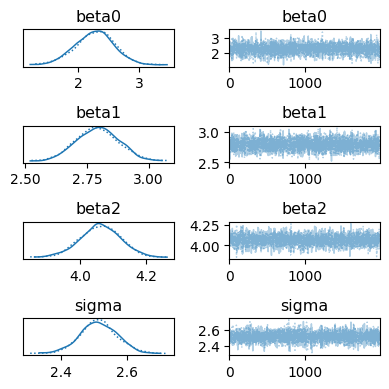 beta0 beta0
3
2
2 3 0 1000
beta1 beta1
3.0
2.5
2.50 2.75 3.00 0 1000
beta2 beta2
4.25
4.00
4.0 4.2 0 1000
sigma sigma
2.6
2.4
2.4 2.6 0 1000